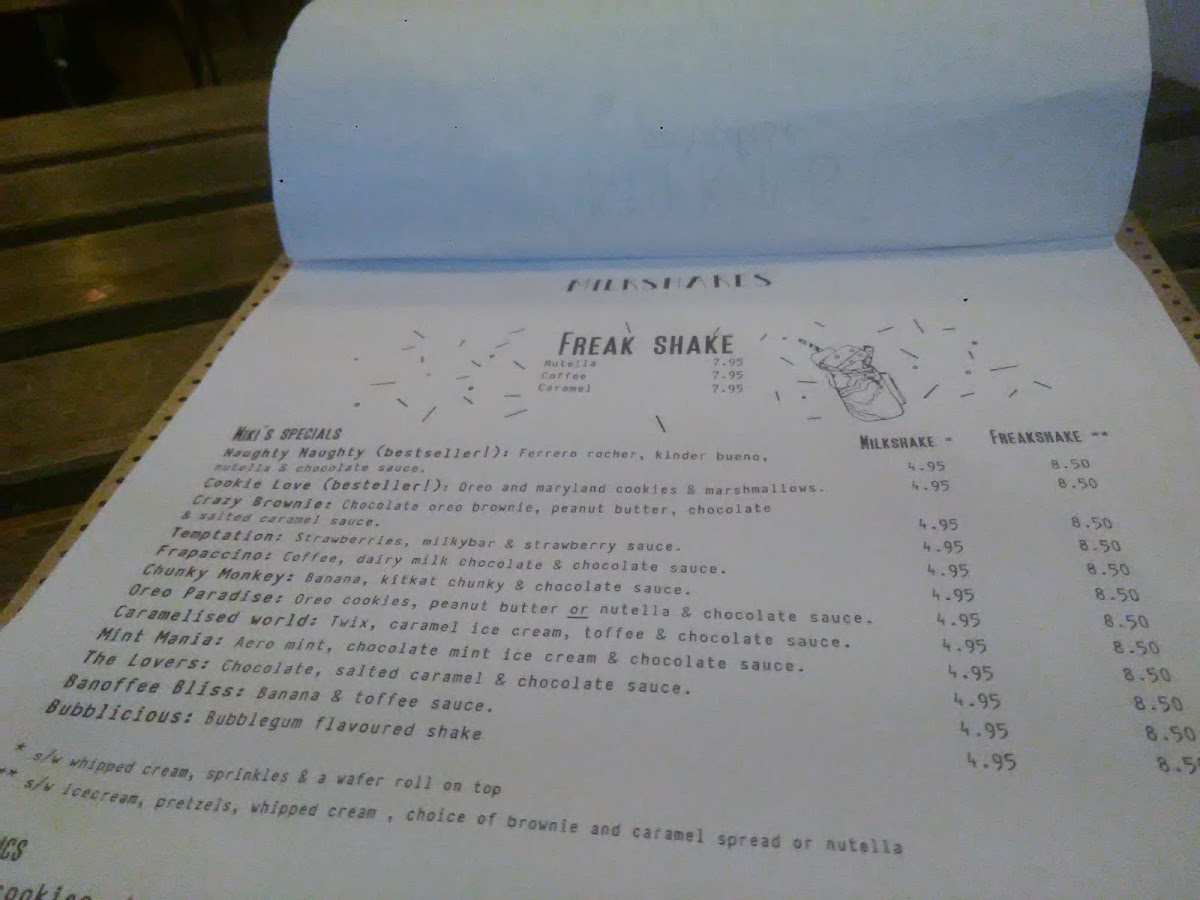 MILKSHAKES
FREAK SHAKE
Nutella 7.95
Coffee 7.95
Caramel 7.95
MIKI'S SPECIALS MILKSHAKE * FREAKSHAKE **
Naughty Naughty (bestseller!): Ferrero rocher, kinder bueno,
nutella & chocolate sauce. 4.95 8.50
Cookie Love (besteller!): Oreo and maryland cookies & marshmallows. 4.95 8.50
Crazy Brownie: Chocolate oreo brownie, peanut butter, chocolate
& salted caramel sauce. 4.95 8.50
Temptation: Strawberries, milkybar & strawberry sauce. 4.95 8.50
Frapaccino: Coffee, dairy milk chocolate & chocolate sauce. 4.95 8.50
Chunky Monkey: Banana, kitkat chunky & chocolate sauce. 4.95 8.50
Oreo Paradise: Oreo cookies, peanut butter or nutella & chocolate sauce. 4.95 8.50
Caramelised world: Twix, caramel ice cream, toffee & chocolate sauce. 4.95 8.50
Mint Mania: Aero mint, chocolate mint ice cream & chocolate sauce. 4.95 8.50
The Lovers: Chocolate, salted caramel & chocolate sauce. 4.95 8.50
Banoffee Bliss: Banana & toffee sauce. 4.95 8.50
Bubblicious: Bubblegum flavoured shake 4.95 8.5
* s/w whipped cream, sprinkles & a wafer roll on top
** s/w icecream, pretzels, whipped cream , choice of brownie and caramel spread or nutella